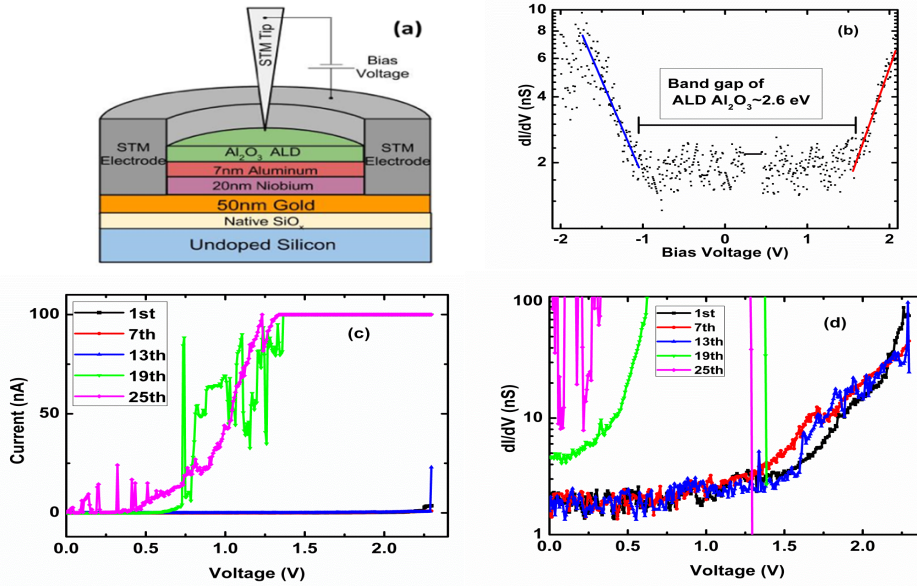 (a)
STM Tip
Bias
Voltage
STM
Electrode
Al2O3 ALD
STM
Electrode
7nm Aluminum
20nm Niobium
50nm Gold
Native SiOx
Undoped Silicon
(b)
dI/dV (nS)
10
8
6
4
2
Band gap of
ALD Al2O3~2.6 eV
-2 -1 0 1 2
Bias Voltage (V)
(c)
Current (nA)
100
50
0
1st
7th
13th
19th
25th
0.0 0.5 1.0 1.5 2.0
Voltage (V)
(d)
dI/dV (nS)
100
10
1
1st
7th
13th
19th
25th
0.0 0.5 1.0 1.5 2.0
Voltage (V)